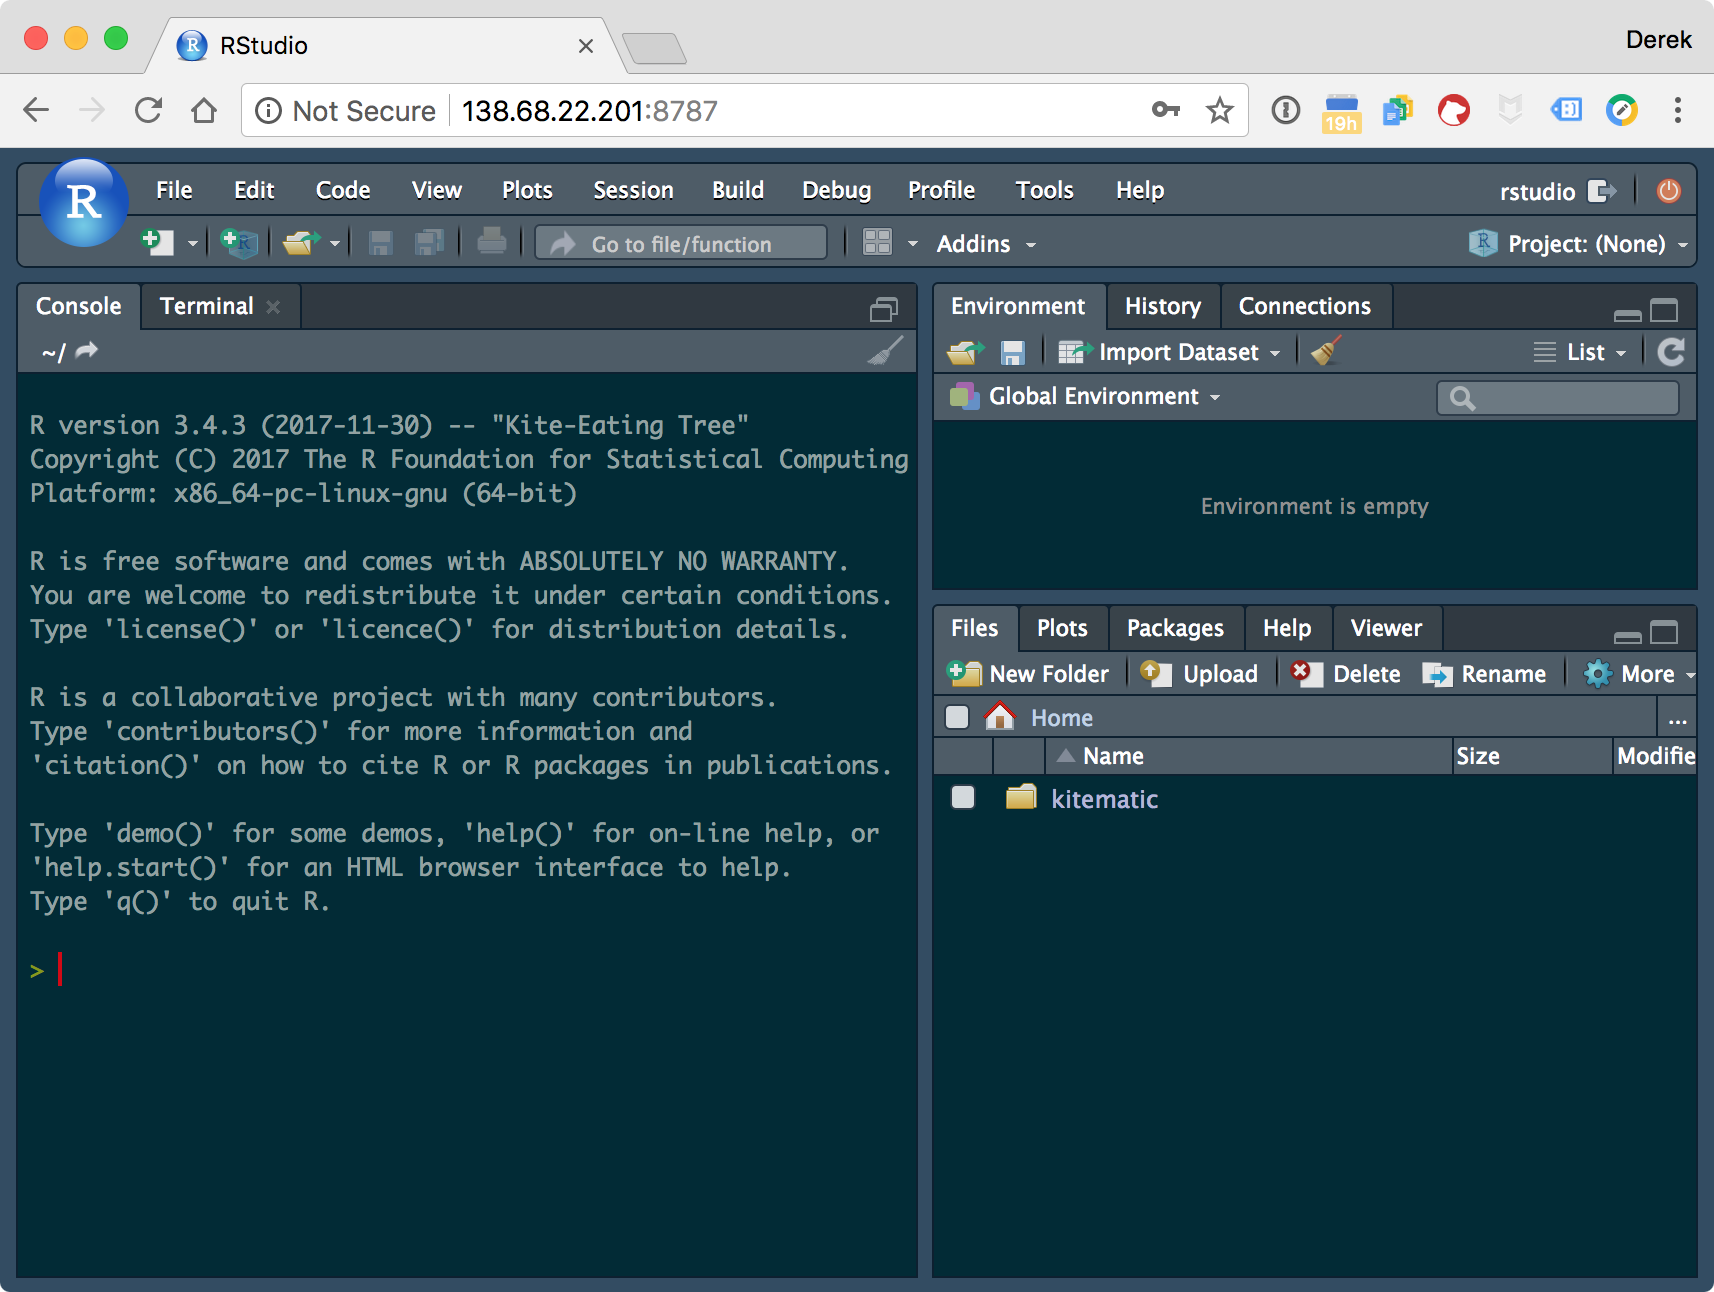 RStudio
Derek
Not Secure
138.68.22.201:8787
19h
R
File Edit Code View Plots Session Build Debug Profile Tools Help
rstudio
Go to file/function
Addins
Project: (None)
Console Terminal
~/
R version 3.4.3 (2017-11-30) -- "Kite-Eating Tree"
Copyright (C) 2017 The R Foundation for Statistical Computing
Platform: x86_64-pc-linux-gnu (64-bit)
R is free software and comes with ABSOLUTELY NO WARRANTY.
You are welcome to redistribute it under certain conditions.
Type 'license()' or 'licence()' for distribution details.
R is a collaborative project with many contributors.
Type 'contributors()' for more information and
'citation()' on how to cite R or R packages in publications.
Type 'demo()' for some demos, 'help()' for on-line help, or
'help.start()' for an HTML browser interface to help.
Type 'q()' to quit R.
>
Environment History Connections
Import Dataset
List
Global Environment
Environment is empty
Files Plots Packages Help Viewer
New Folder Upload Delete Rename More
Home
...
Name Size Modifie
kitematic